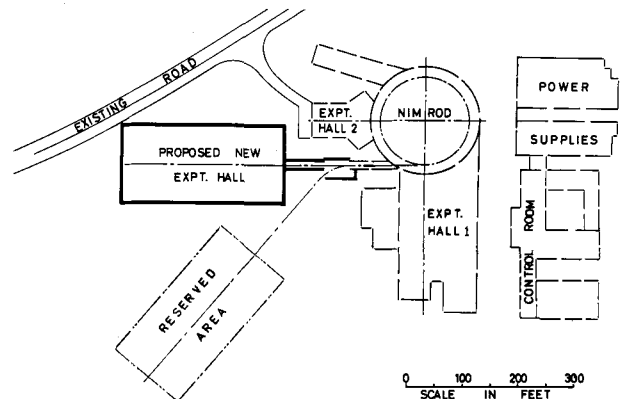 EXISTING ROAD
POWER
EXPT.
HALL 2
NIMROD
SUPPLIES
PROPOSED NEW
EXPT. HALL
EXPT.
HALL 1
CONTROL ROOM
RESERVED
AREA
0 100 200 300
SCALE IN FEET